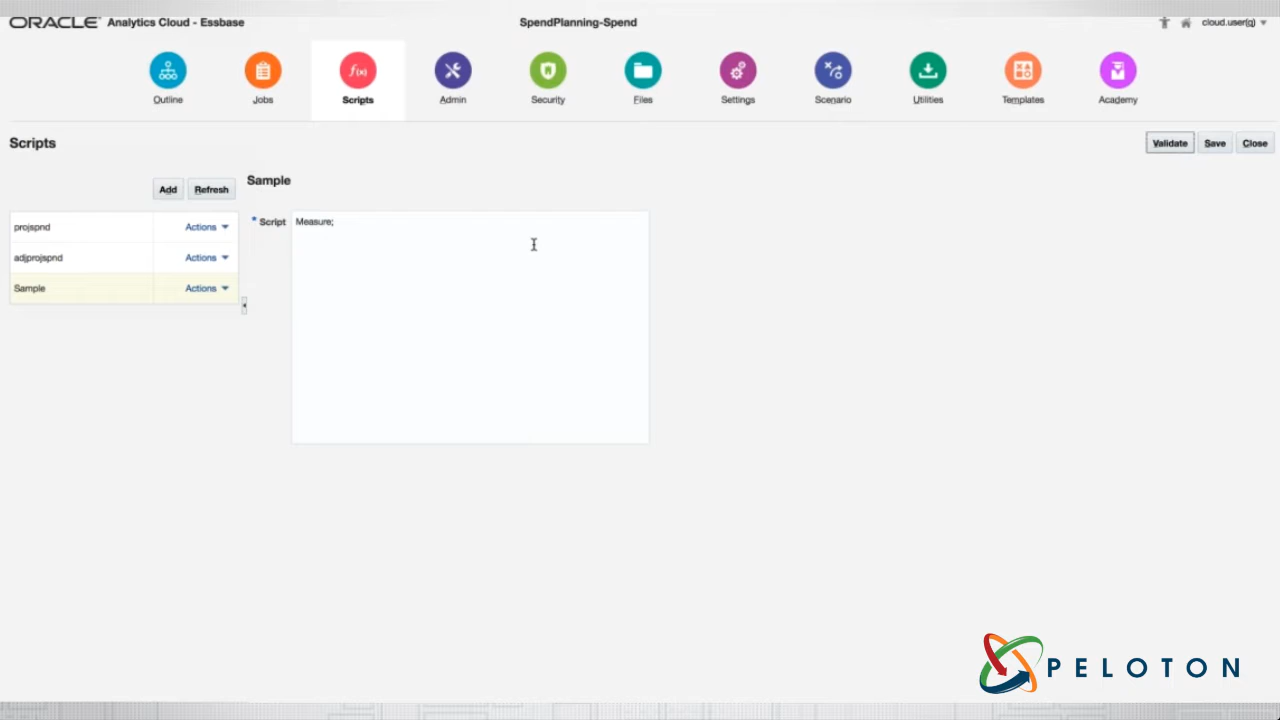 ORACLE Analytics Cloud - Essbase
SpendPlanning-Spend
cloud.user(q)
Outline
Jobs
f(x)
Scripts
Admin
Security
Files
Settings
Scenario
Utilities
Templates
Academy
Scripts
Validate
Save
Close
Add
Refresh
Sample
projspnd Actions
adjprojspnd Actions
Sample Actions
* Script
Measure;
PELOTON